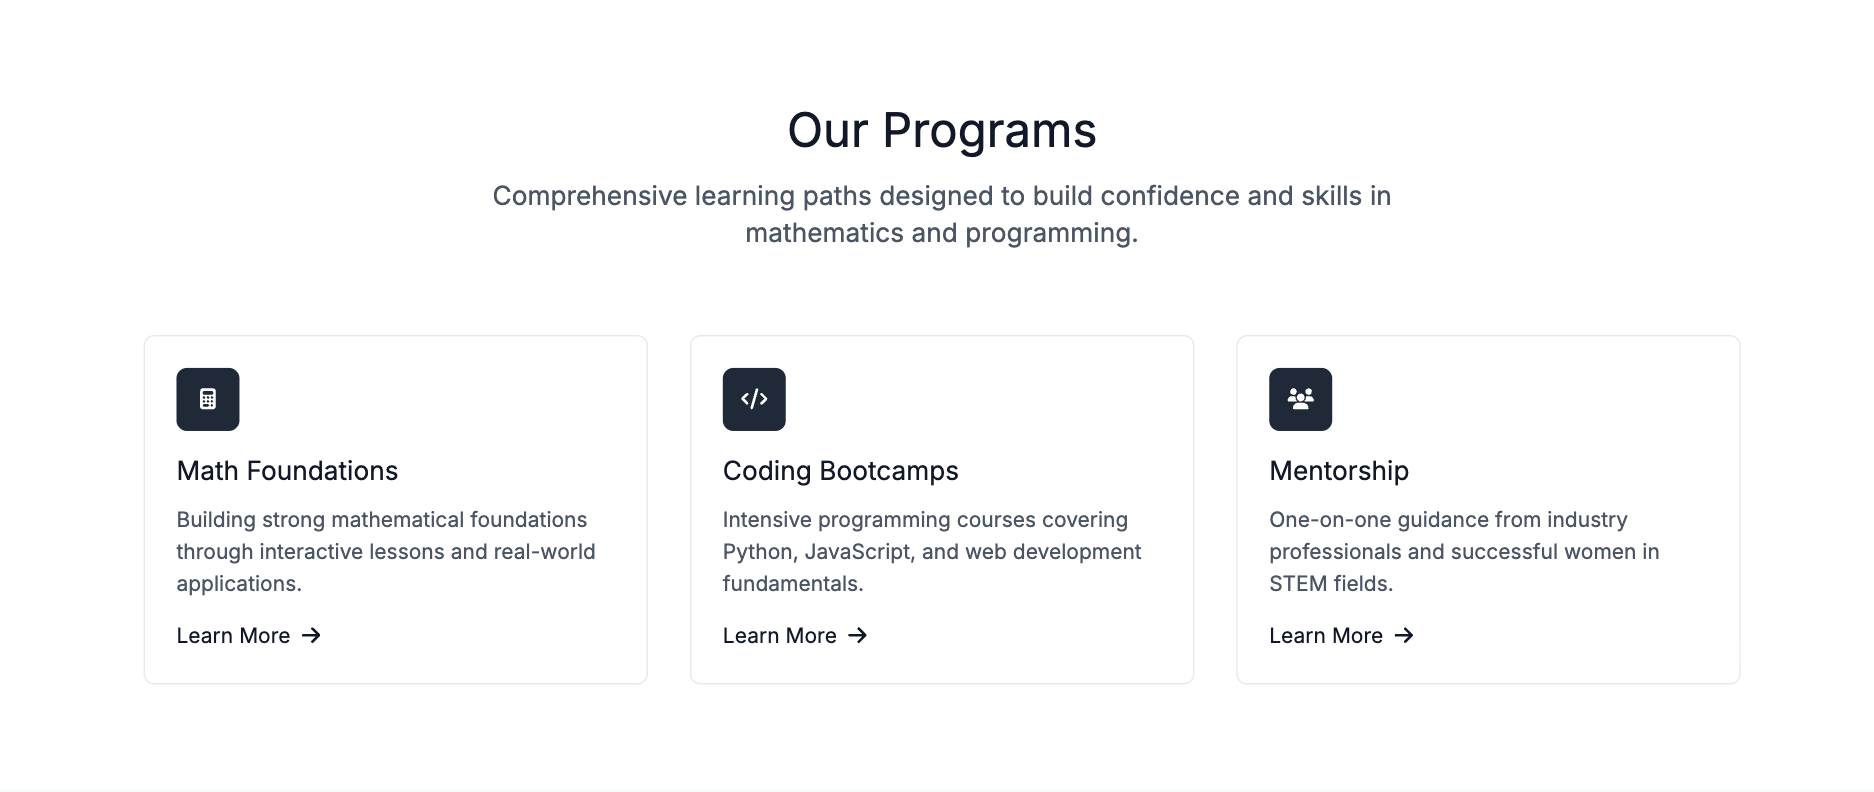 Our Programs
Comprehensive learning paths designed to build confidence and skills in
mathematics and programming.
Math Foundations
Building strong mathematical foundations
through interactive lessons and real-world
applications.
Learn More →
Coding Bootcamps
Intensive programming courses covering
Python, JavaScript, and web development
fundamentals.
Learn More →
Mentorship
One-on-one guidance from industry
professionals and successful women in
STEM fields.
Learn More →